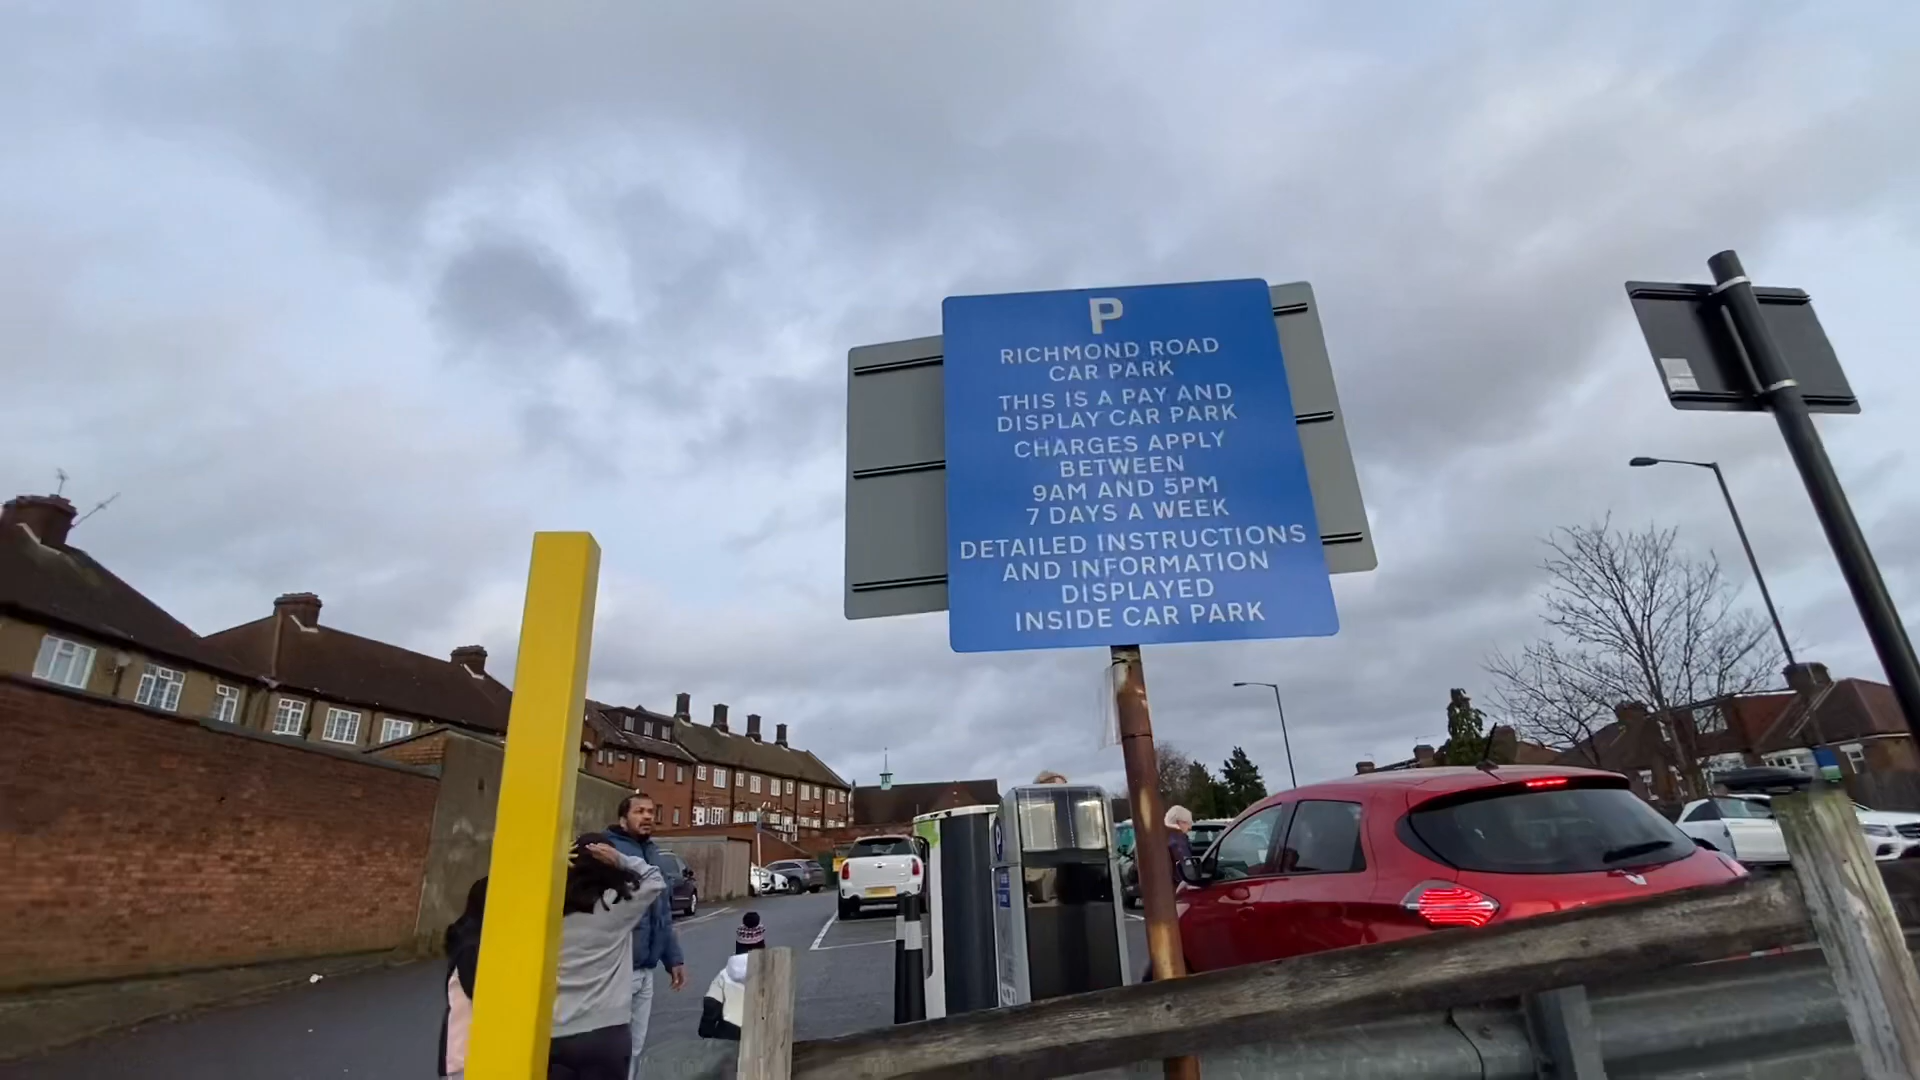 P
RICHMOND ROAD
CAR PARK
THIS IS A PAY AND
DISPLAY CAR PARK
CHARGES APPLY
BETWEEN
9AM AND 5PM
7 DAYS A WEEK
DETAILED INSTRUCTIONS
AND INFORMATION
DISPLAYED
INSIDE CAR PARK